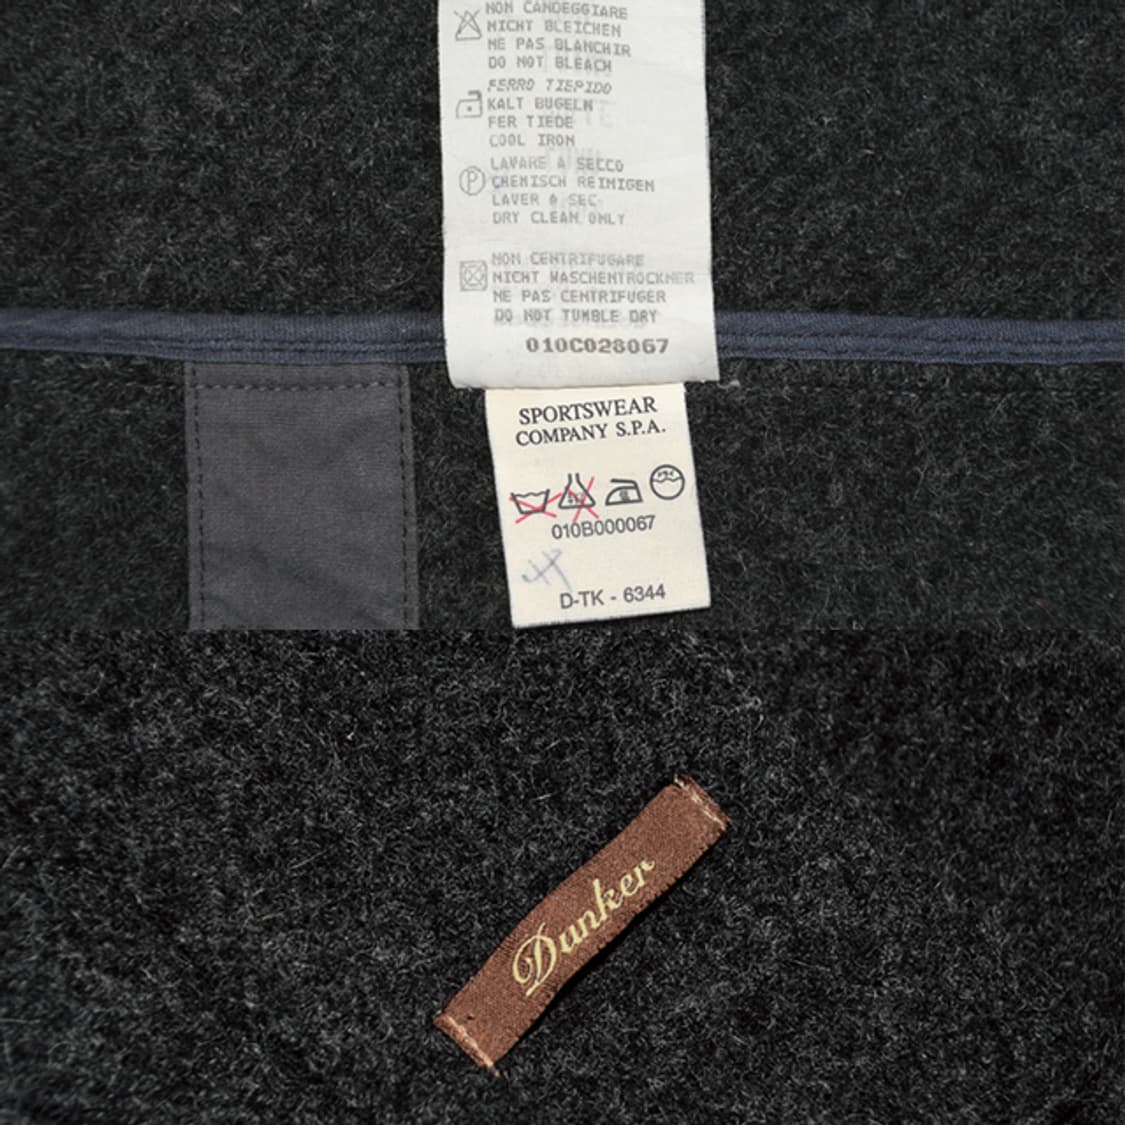 NON CANDEGGIARE
NICHT BLEICHEN
NE PAS BLANCHIR
DO NOT BLEACH
FERRO TIEPIDO
KALT BUGELN
FER TIEDE
COOL IRON
LAVARE A SECCO
P
CHEMISCH REINIGEN
LAVER A SEC
DRY CLEAN ONLY
NON CENTRIFUGARE
NICHT WASCHENTROCKNER
NE PAS CENTRIFUGER
DO NOT TUMBLE DRY
010C028067
SPORTSWEAR
COMPANY S.P.A.
010B000067
D-TK - 6344
Dunker